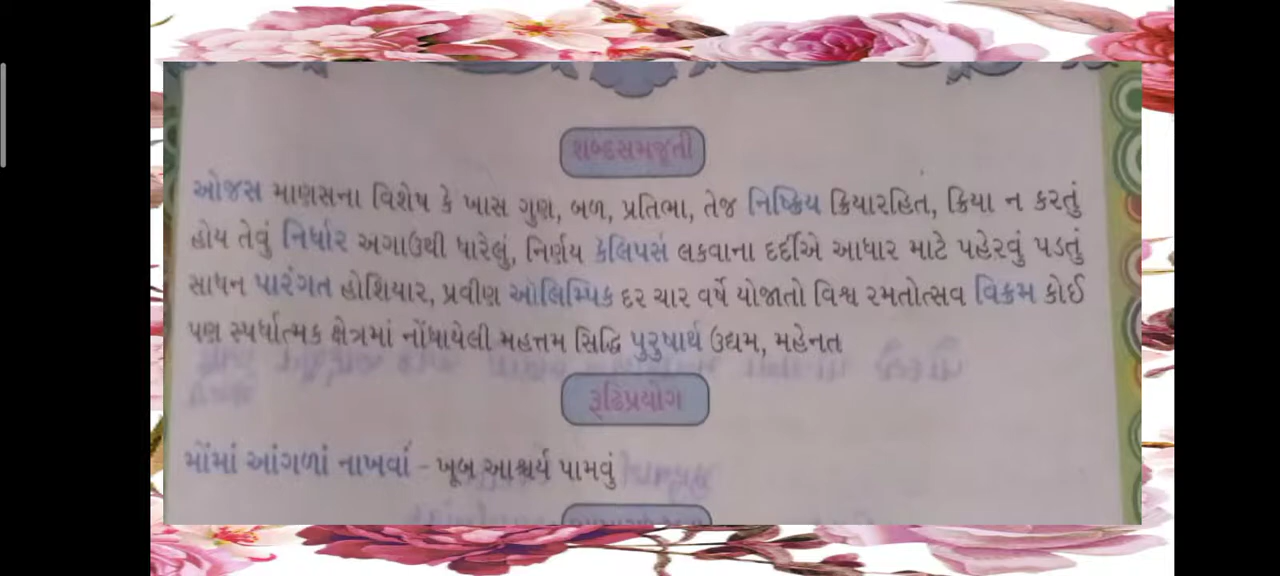 શબ્દસમજૂતી
ઓજસ માણસના વિશેષ કે ખાસ ગુણ, બળ, પ્રતિભા, તેજ નિષ્ક્રિય ક્રિયારહિત, ક્રિયા ન કરતું
હોય તેવું નિર્ધાર અગાઉથી ધારેલું, નિર્ણય કેલિપર્સ લકવાના દર્દીએ આધાર માટે પહેરવું પડતું
સાધન પારંગત હોશિયાર, પ્રવીણ ઓલિમ્પિક દર ચાર વર્ષે યોજાતો વિશ્વ રમતોત્સવ વિક્રમ કોઈ
પણ સ્પર્ધાત્મક ક્ષેત્રમાં નોંધાયેલી મહત્તમ સિદ્ધિ પુરુષાર્થ ઉદ્યમ, મહેનત
રૂઢિપ્રયોગ
મોંમાં આંગળાં નાખવાં - ખૂબ આશ્ચર્ય પામવું